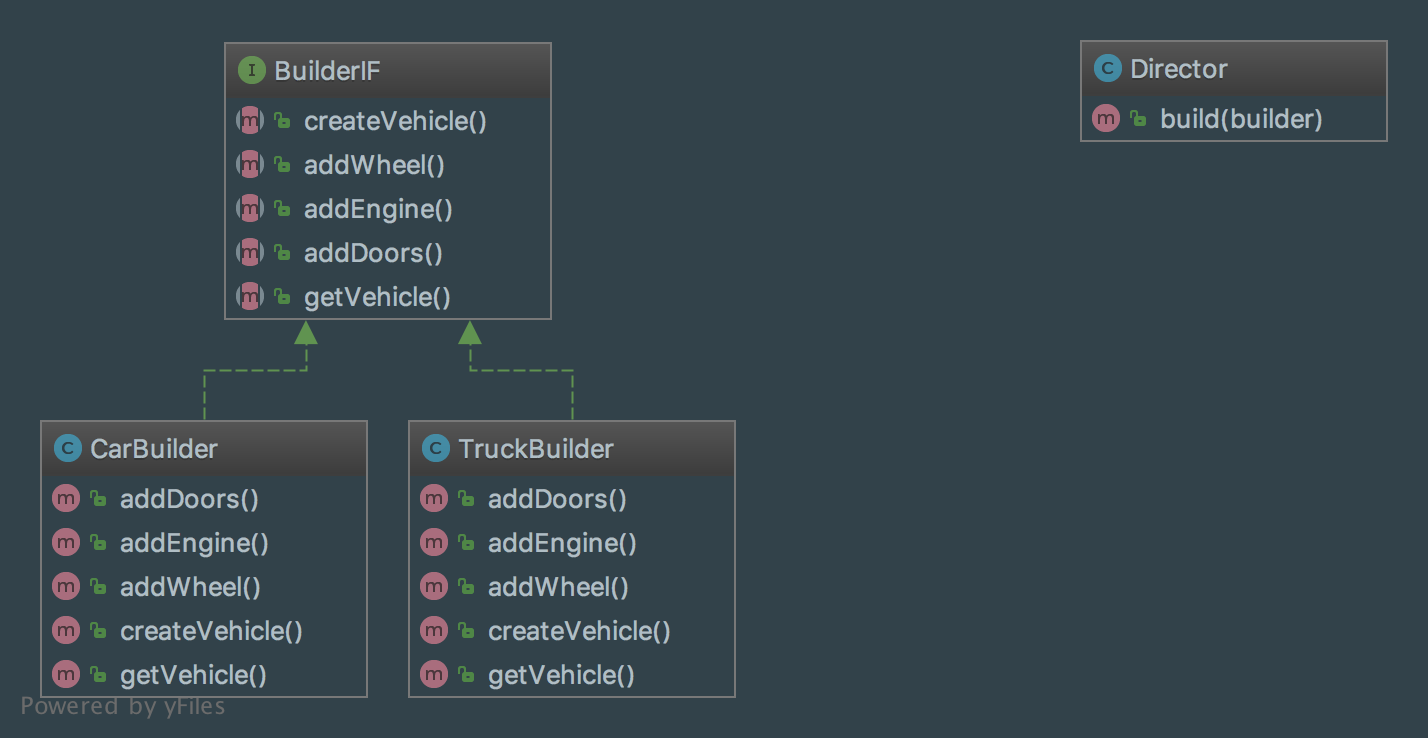 BuilderIF
createVehicle()
addWheel()
addEngine()
addDoors()
getVehicle()
Director
build(builder)
CarBuilder
addDoors()
addEngine()
addWheel()
createVehicle()
getVehicle()
TruckBuilder
addDoors()
addEngine()
addWheel()
createVehicle()
getVehicle()
Powered by yFiles